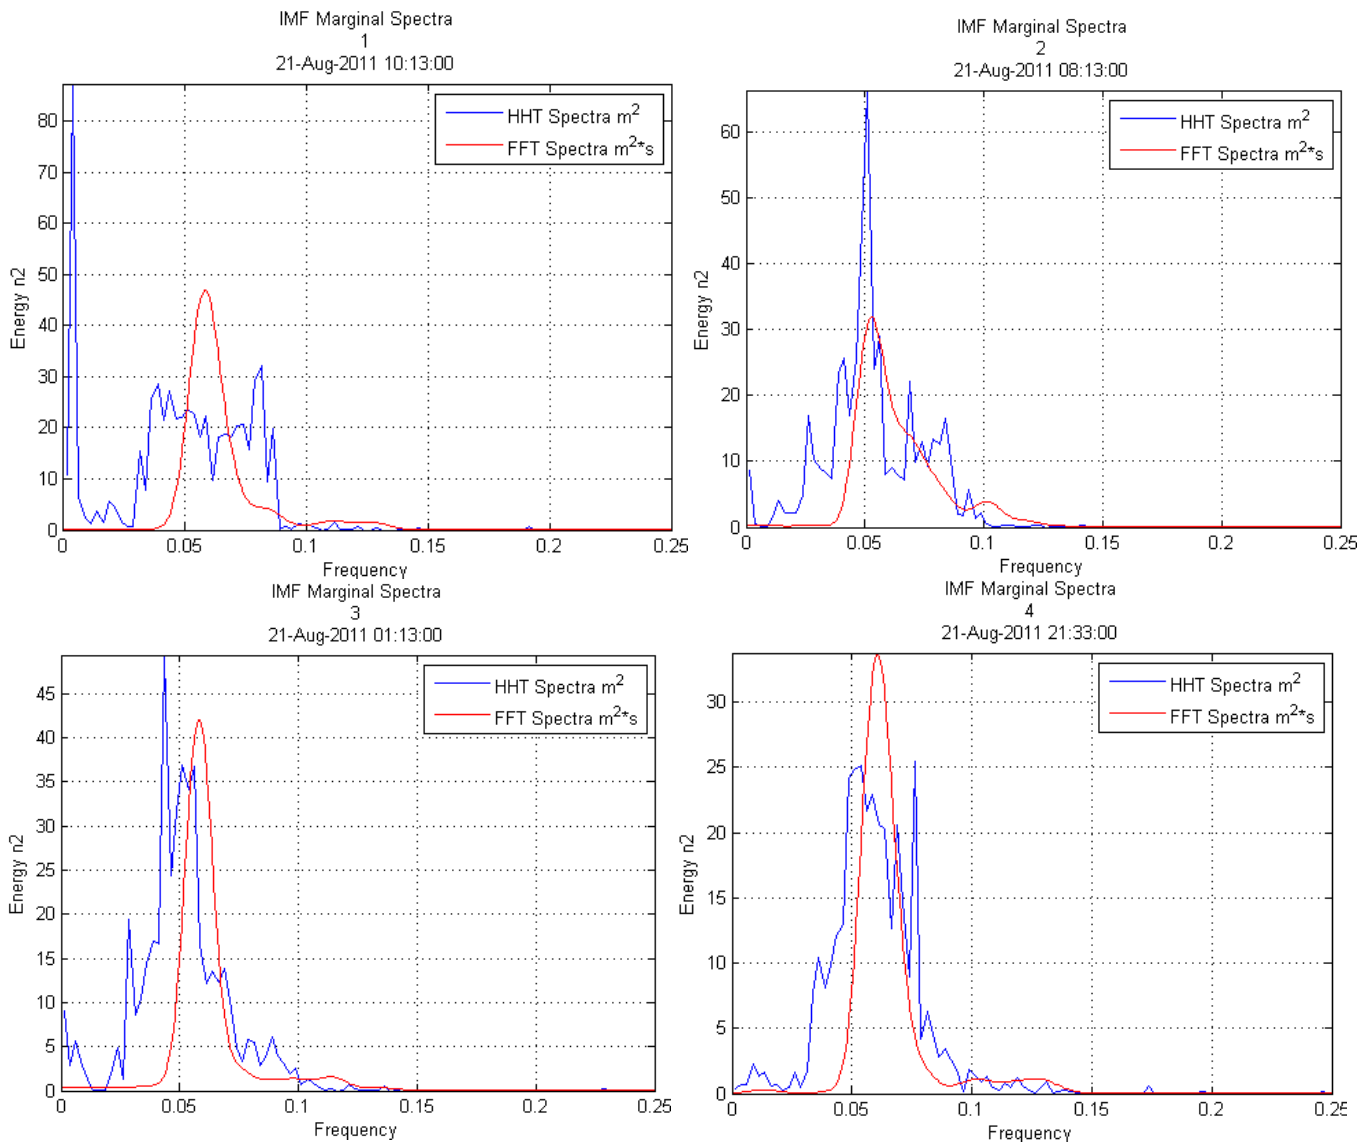 IMF Marginal Spectra
1
21-Aug-2011 10:13:00
HHT Spectra m²
FFT Spectra m²*s
Energy n2
80
70
60
50
40
30
20
10
0
0 0.05 0.1 0.15 0.2 0.25
Frequency
IMF Marginal Spectra
2
21-Aug-2011 08:13:00
HHT Spectra m²
FFT Spectra m²*s
Energy n2
60
50
40
30
20
10
0
0 0.05 0.1 0.15 0.2 0.25
Frequency
IMF Marginal Spectra
3
21-Aug-2011 01:13:00
HHT Spectra m²
FFT Spectra m²*s
Energy n2
45
40
35
30
25
20
15
10
5
0
0 0.05 0.1 0.15 0.2 0.25
Frequency
IMF Marginal Spectra
4
21-Aug-2011 21:33:00
HHT Spectra m²
FFT Spectra m²*s
Energy n2
30
25
20
15
10
5
0
0 0.05 0.1 0.15 0.2 0.25
Frequency